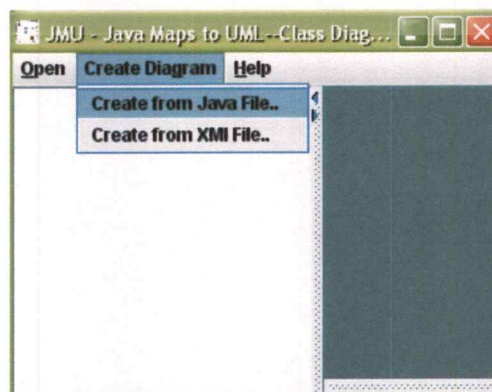 JMU - Java Maps to UML--Class Diag...
Open Create Diagram Help
Create from Java File..
Create from XMI File..